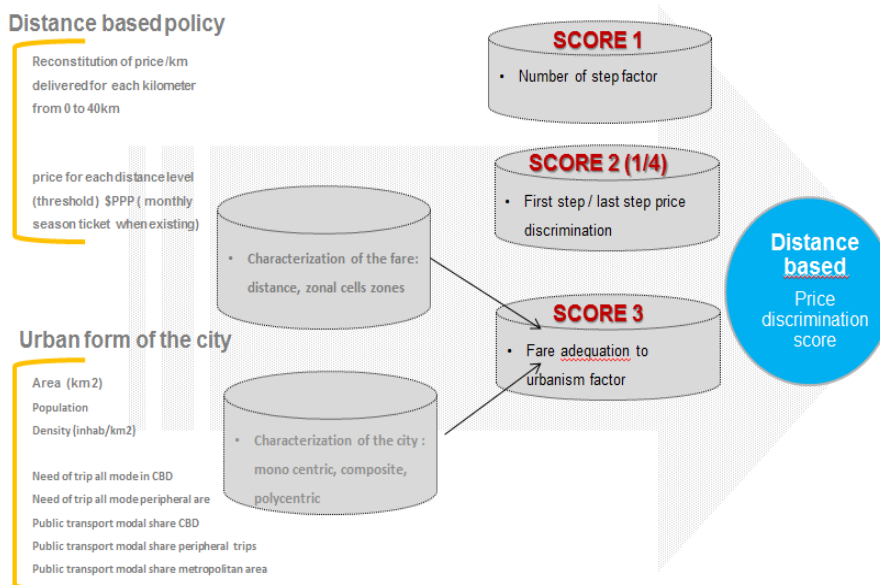 Distance based policy
Reconstitution of price/km
delivered for each kilometer
from 0 to 40km
price for each distance level
(threshold) $PPP ( monthly
season ticket when existing)
Urban form of the city
Area (km2)
Population
Density (inhab/km2)
Need of trip all mode in CBD
Need of trip all mode peripheral are
Public transport modal share CBD
Public transport modal share peripheral trips
Public transport modal share metropolitan area
• Characterization of the fare:
distance, zonal cells zones
• Characterization of the city :
mono centric, composite,
polycentric
SCORE 1
• Number of step factor
SCORE 2 (1/4)
• First step / last step price
discrimination
SCORE 3
• Fare adequation to
urbanism factor
Distance
based
Price
discrimination
score